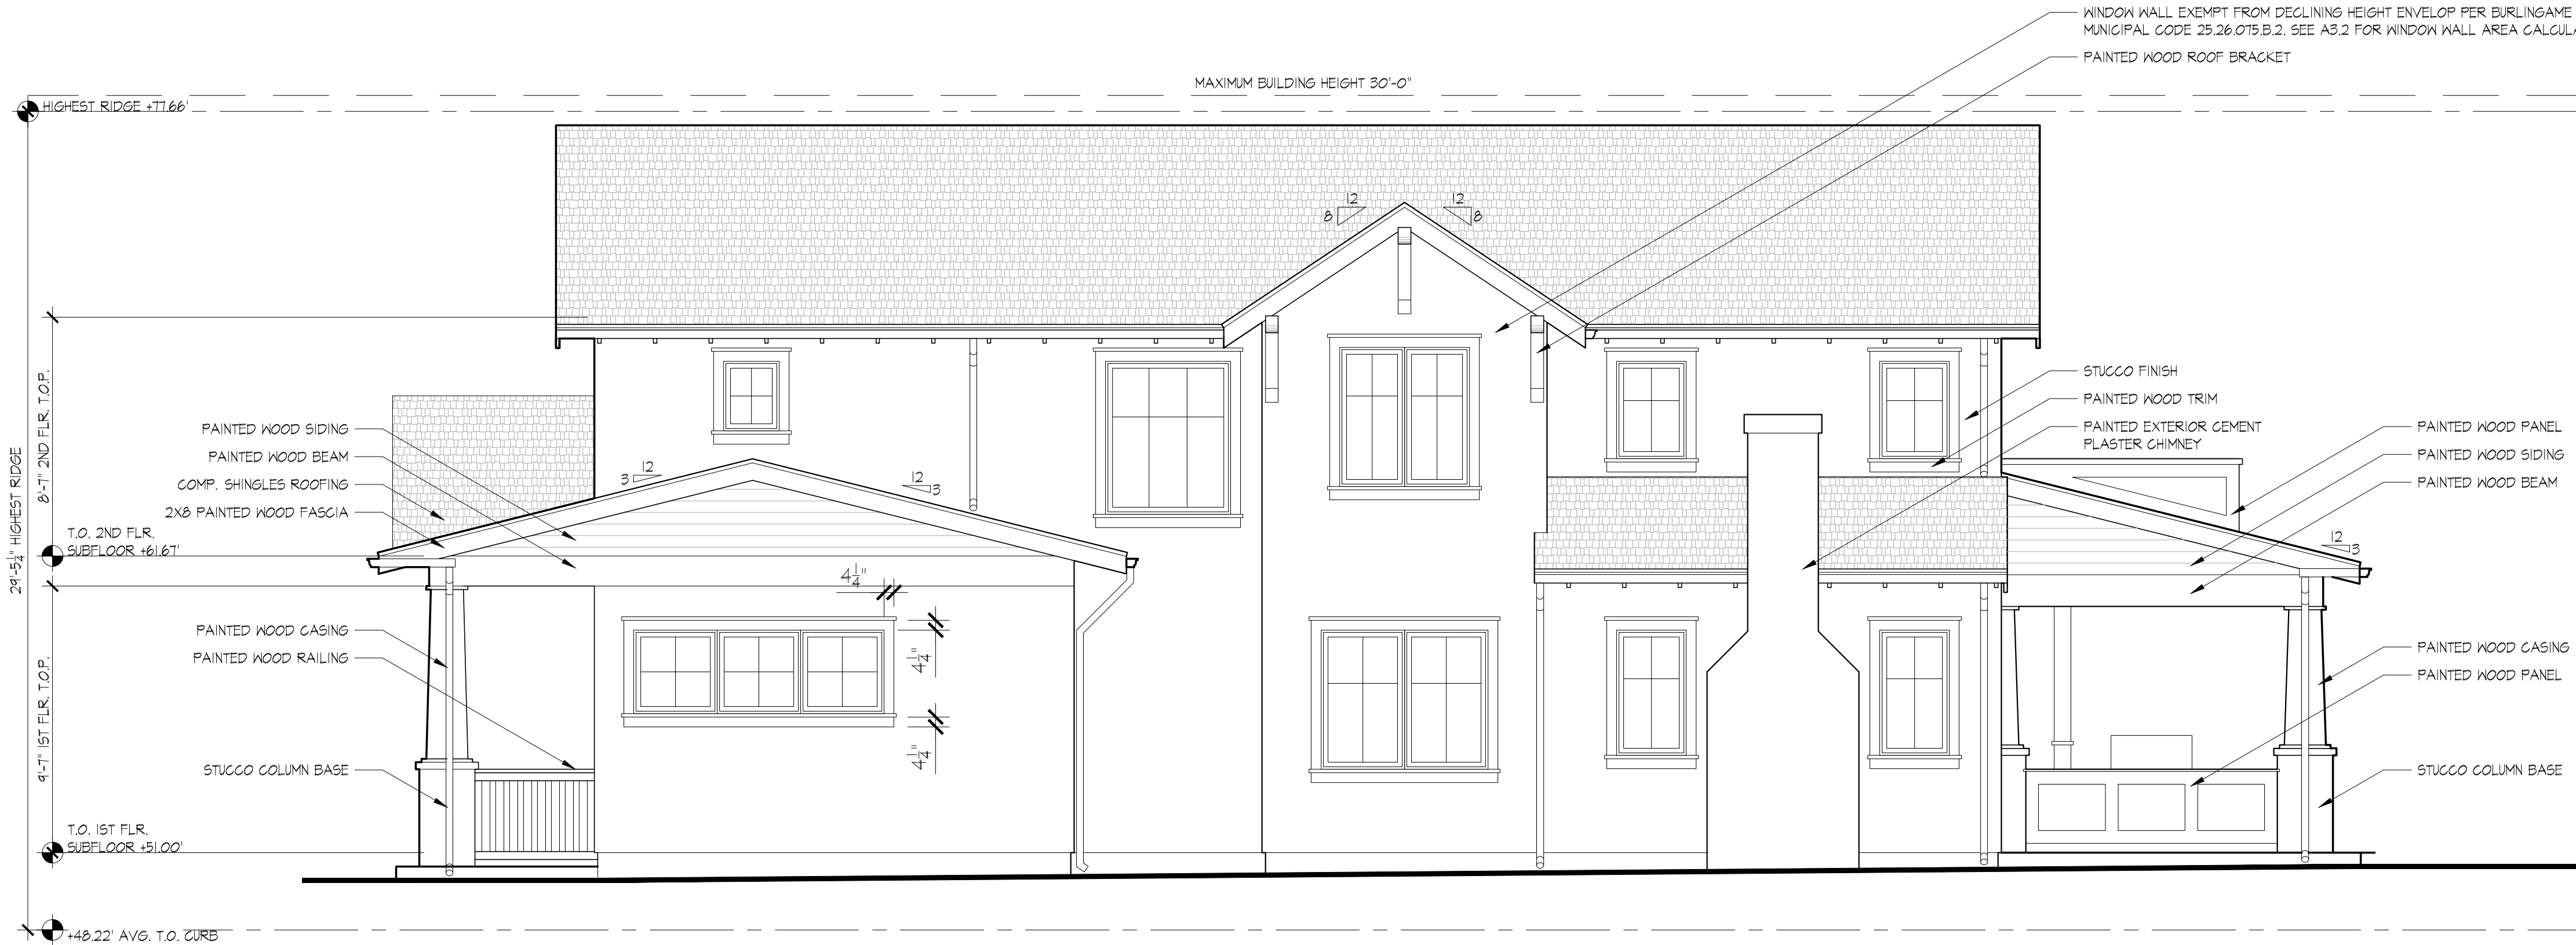 WINDOW WALL EXEMPT FROM DECLINING HEIGHT ENVELOP PER BURLINGAME
MUNICIPAL CODE 25.26.075.B.2. SEE A3.2 FOR WINDOW WALL AREA
PAINTED WOOD ROOF BRACKET
MAXIMUM BUILDING HEIGHT 30'-0"
HIGHEST RIDGE +77.66'
12
8
12
8
29'-5 1/4" HIGHEST RIDGE
8'-7" 2ND FLR. T.O.P.
9'-7" 1ST FLR. T.O.P.
PAINTED WOOD SIDING
PAINTED WOOD BEAM
COMP. SHINGLES ROOFING
2X8 PAINTED WOOD FASCIA
T.O. 2ND FLR.
SUBFLOOR +61.67'
12
3
12
3
4 1/4"
4 1/4"
4 1/4"
PAINTED WOOD CASING
PAINTED WOOD RAILING
STUCCO COLUMN BASE
T.O. 1ST FLR.
SUBFLOOR +51.00'
+48.22' AVG. T.O. CURB
STUCCO FINISH
PAINTED WOOD TRIM
PAINTED EXTERIOR CEMENT
PLASTER CHIMNEY
PAINTED WOOD PANEL
PAINTED WOOD SIDING
PAINTED WOOD BEAM
12
3
PAINTED WOOD CASING
PAINTED WOOD PANEL
STUCCO COLUMN BASE